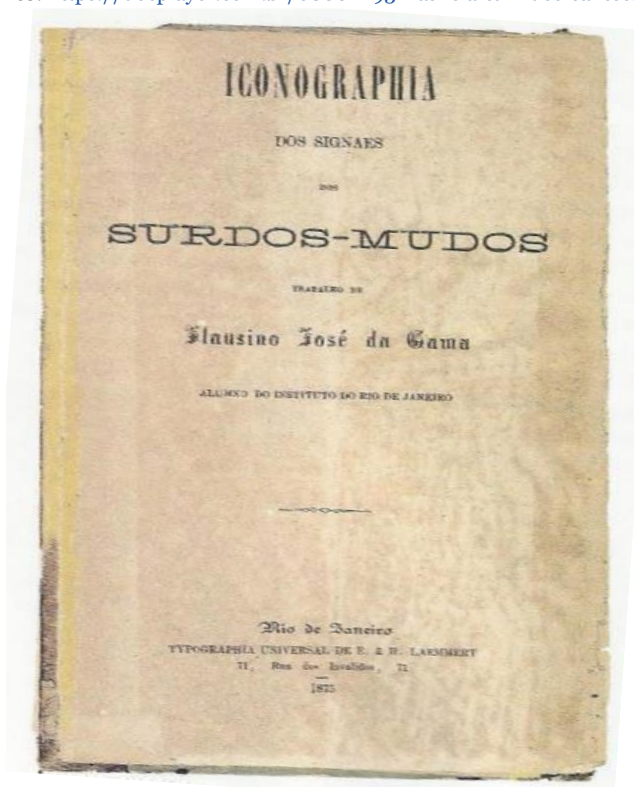 ICONOGRAPHIA
DOS SIGNAES
DOS
SURDOS-MUDOS
TRABALHO DE
Flausino José da Gama
ALUMNO DO INSTITUTO DO RIO DE JANEIRO
Rio de Janeiro
TYPOGRAPHIA UNIVERSAL DE E. & H. LAEMMERT
71, Rua dos Invalidos, 71
1875